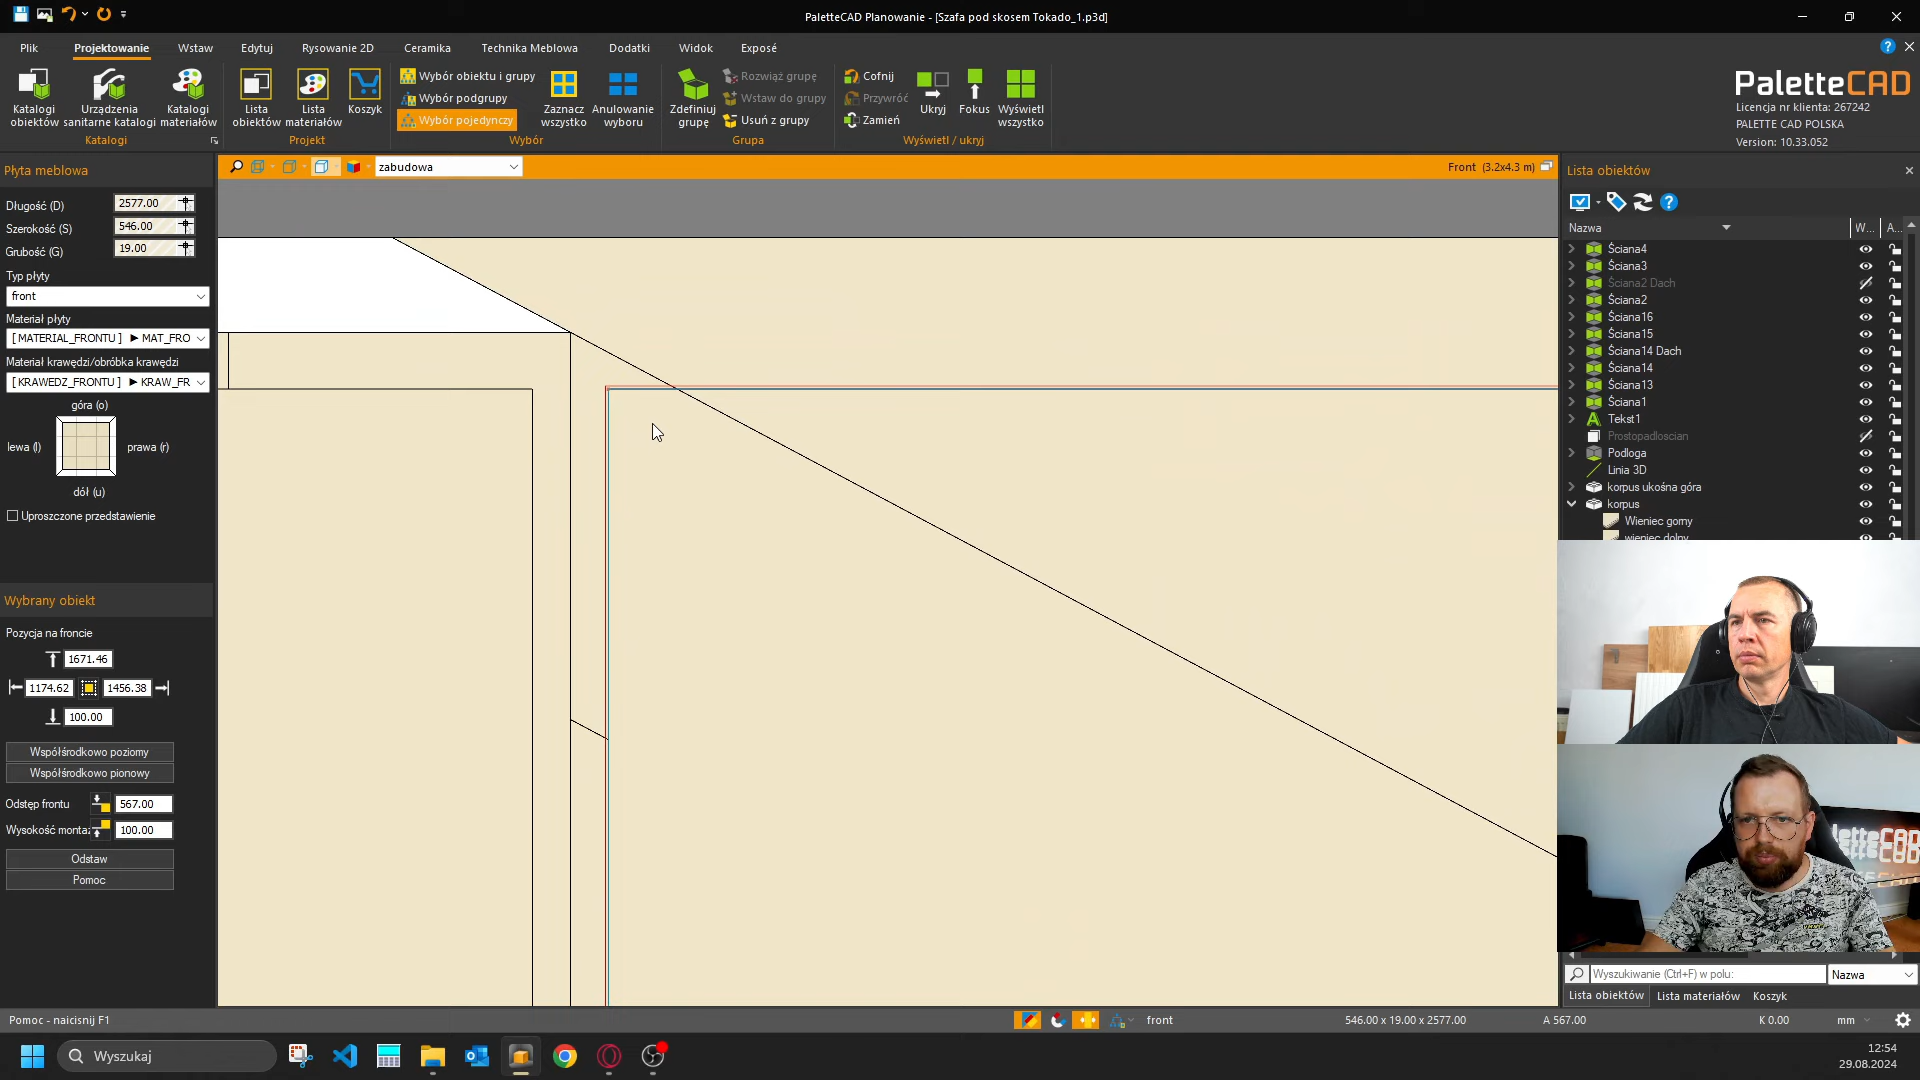 PaletteCAD Planowanie - [Szafa pod skosem Tokado_1.p3d]
Plik Projektowanie Wstaw Edytuj Rysowanie 2D Ceramika Technika Meblowa Dodatki Widok Exposé
Katalogi obiektów
Urządzenia sanitarne katalogi
Katalogi materiałów
Katalogi
Lista obiektów
Lista materiałów
Koszyk
Projekt
Wybór obiektu i grupy
Wybór podgrupy
Wybór pojedynczy
Zaznacz wszystko
Anulowanie wyboru
Wybór
Zdefiniuj grupę
Rozwiąż grupę
Wstaw do grupy
Usuń z grupy
Grupa
Cofnij
Przywróć
Zamień
Ukryj
Fokus
Wyświetl wszystko
Wyświetl / ukryj
PaletteCAD
Licencja nr klienta: 267242
PALETTE CAD POLSKA
Version: 10.33.052
Płyta meblowa
Długość (D) 2577.00
Szerokość (S) 546.00
Grubość (G) 19.00
Typ płyty
front
Materiał płyty
[ MATERIAL_FRONTU ] ► MAT_FRO
Materiał krawędzi/obróbka krawędzi
[ KRAWEDZ_FRONTU ] ► KRAW_FR
góra (o)
lewa (l) prawa (r)
dół (u)
Uproszczone przedstawienie
Wybrany obiekt
Pozycja na froncie
1671.46
1174.62 1456.38
100.00
Współśrodkowo poziomy
Współśrodkowo pionowy
Odstęp frontu 567.00
Wysokość montaż 100.00
Odstaw
Pomoc
zabudowa
Front (3.2x4.3 m)
Lista obiektów
Nazwa W... A...
Ściana4
Ściana3
Ściana2 Dach
Ściana2
Ściana16
Ściana15
Ściana14 Dach
Ściana14
Ściana13
Ściana1
Tekst1
Prostopadloscian
Podloga
Linia 3D
korpus ukośna góra
korpus
Wieniec gorny
wieniec dolny
Wyszukiwanie (Ctrl+F) w polu: Nazwa
Lista obiektów Lista materiałów Koszyk
Pomoc - naicisnij F1
front
546.00 x 19.00 x 2577.00
A 567.00
K 0.00
mm
Wyszukaj
12:54
29.08.2024